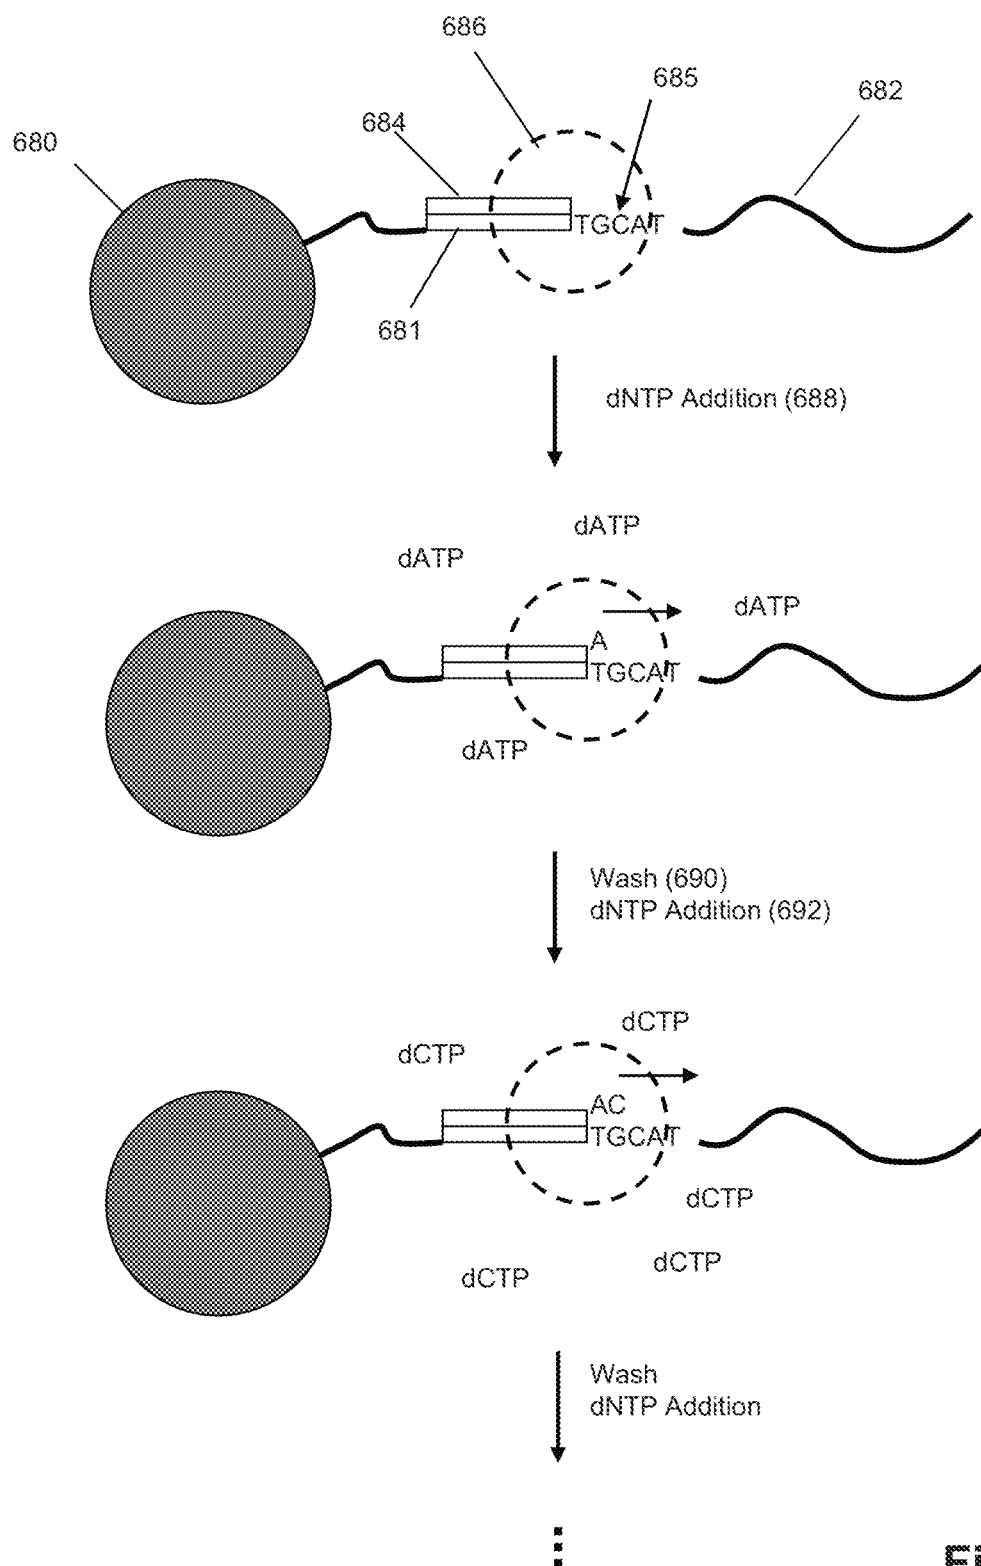 686
685
682
684
680
TGCAT
681
dNTP Addition (688)
dATP
dATP
dATP
A
TGCAT
dATP
Wash (690)
dNTP Addition (692)
dCTP
dCTP
AC
TGCAT
dCTP
dCTP
dCTP
Wash
dNTP Addition